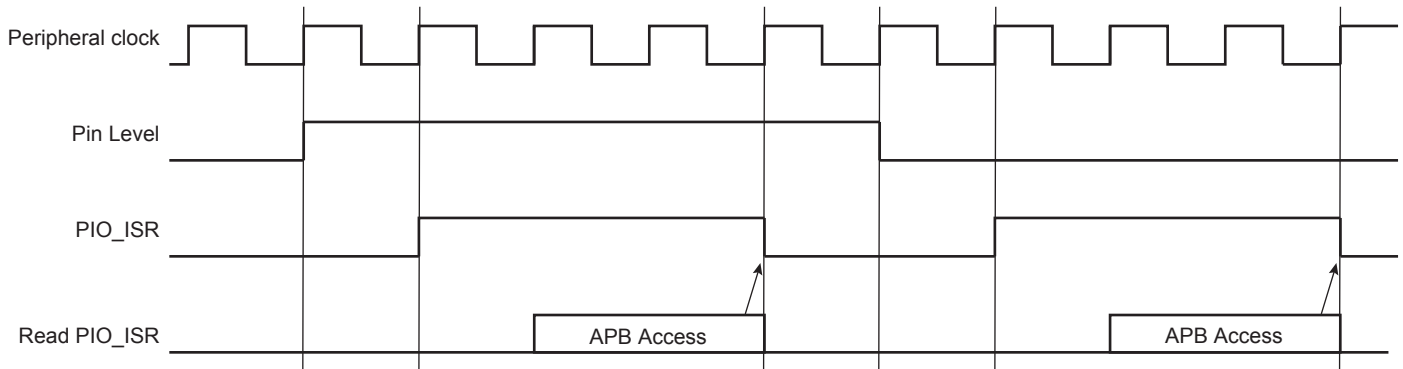 Peripheral clock
Pin Level
PIO_ISR
Read PIO_ISR
APB Access
APB Access